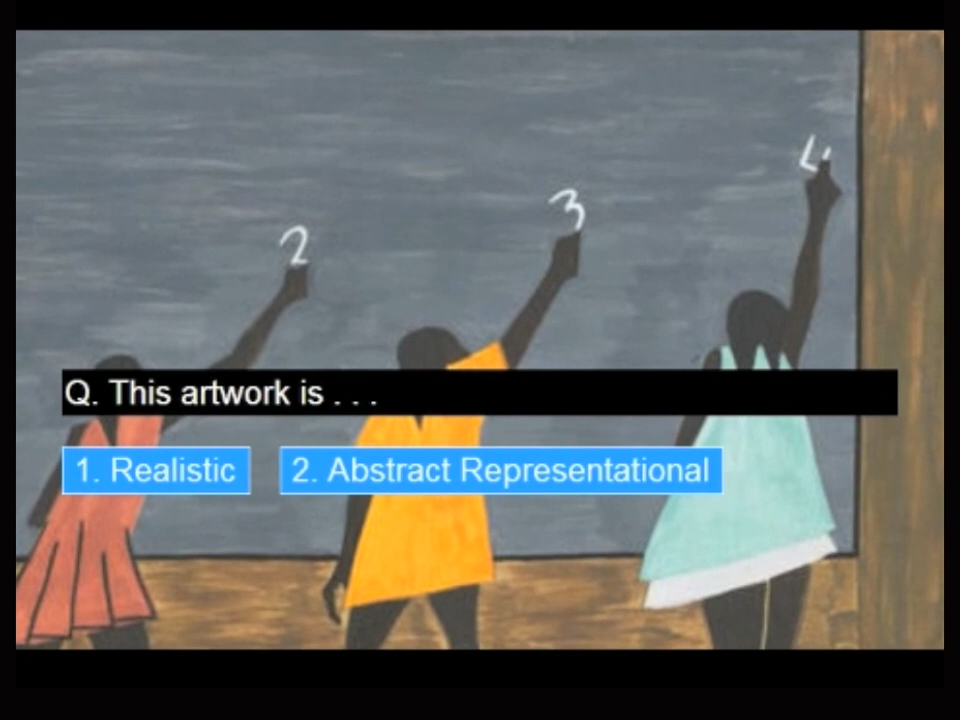 2
3
4
Q. This artwork is . . .
1. Realistic 2. Abstract Representational